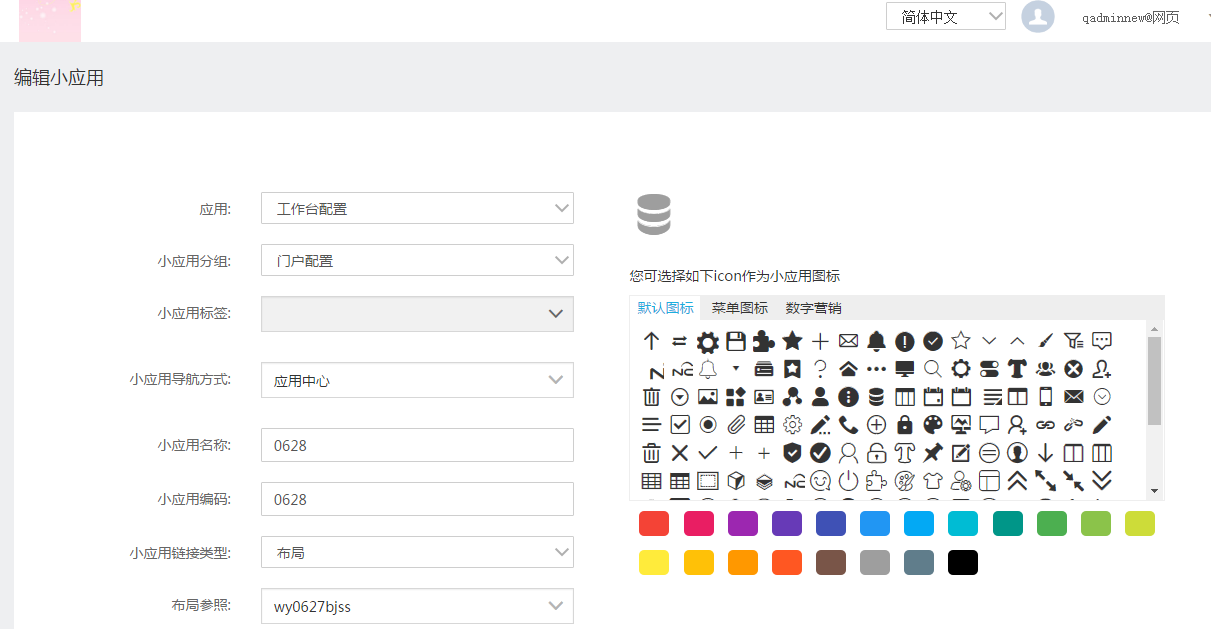 简体中文
qadminnew@网页
编辑小应用
应用: 工作台配置
小应用分组: 门户配置
小应用标签:
小应用导航方式: 应用中心
小应用名称: 0628
小应用编码: 0628
小应用链接类型: 布局
布局参照: wy0627bjss
您可选择如下icon作为小应用图标
默认图标 菜单图标 数字营销